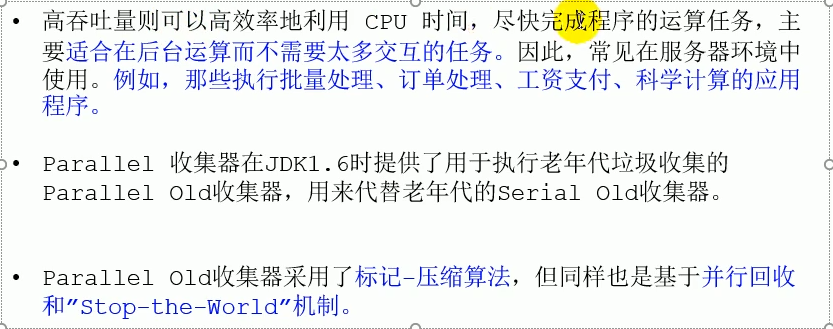 • 高吞吐量则可以高效率地利用 CPU 时间，尽快完成程序的运算任务，主
要适合在后台运算而不需要太多交互的任务。因此，常见在服务器环境中
使用。例如，那些执行批量处理、订单处理、工资支付、科学计算的应用
程序。
• Parallel 收集器在JDK1.6时提供了用于执行老年代垃圾收集的
Parallel Old收集器，用来代替老年代的Serial Old收集器。
• Parallel Old收集器采用了标记-压缩算法，但同样也是基于并行回收
和”Stop-the-World”机制。